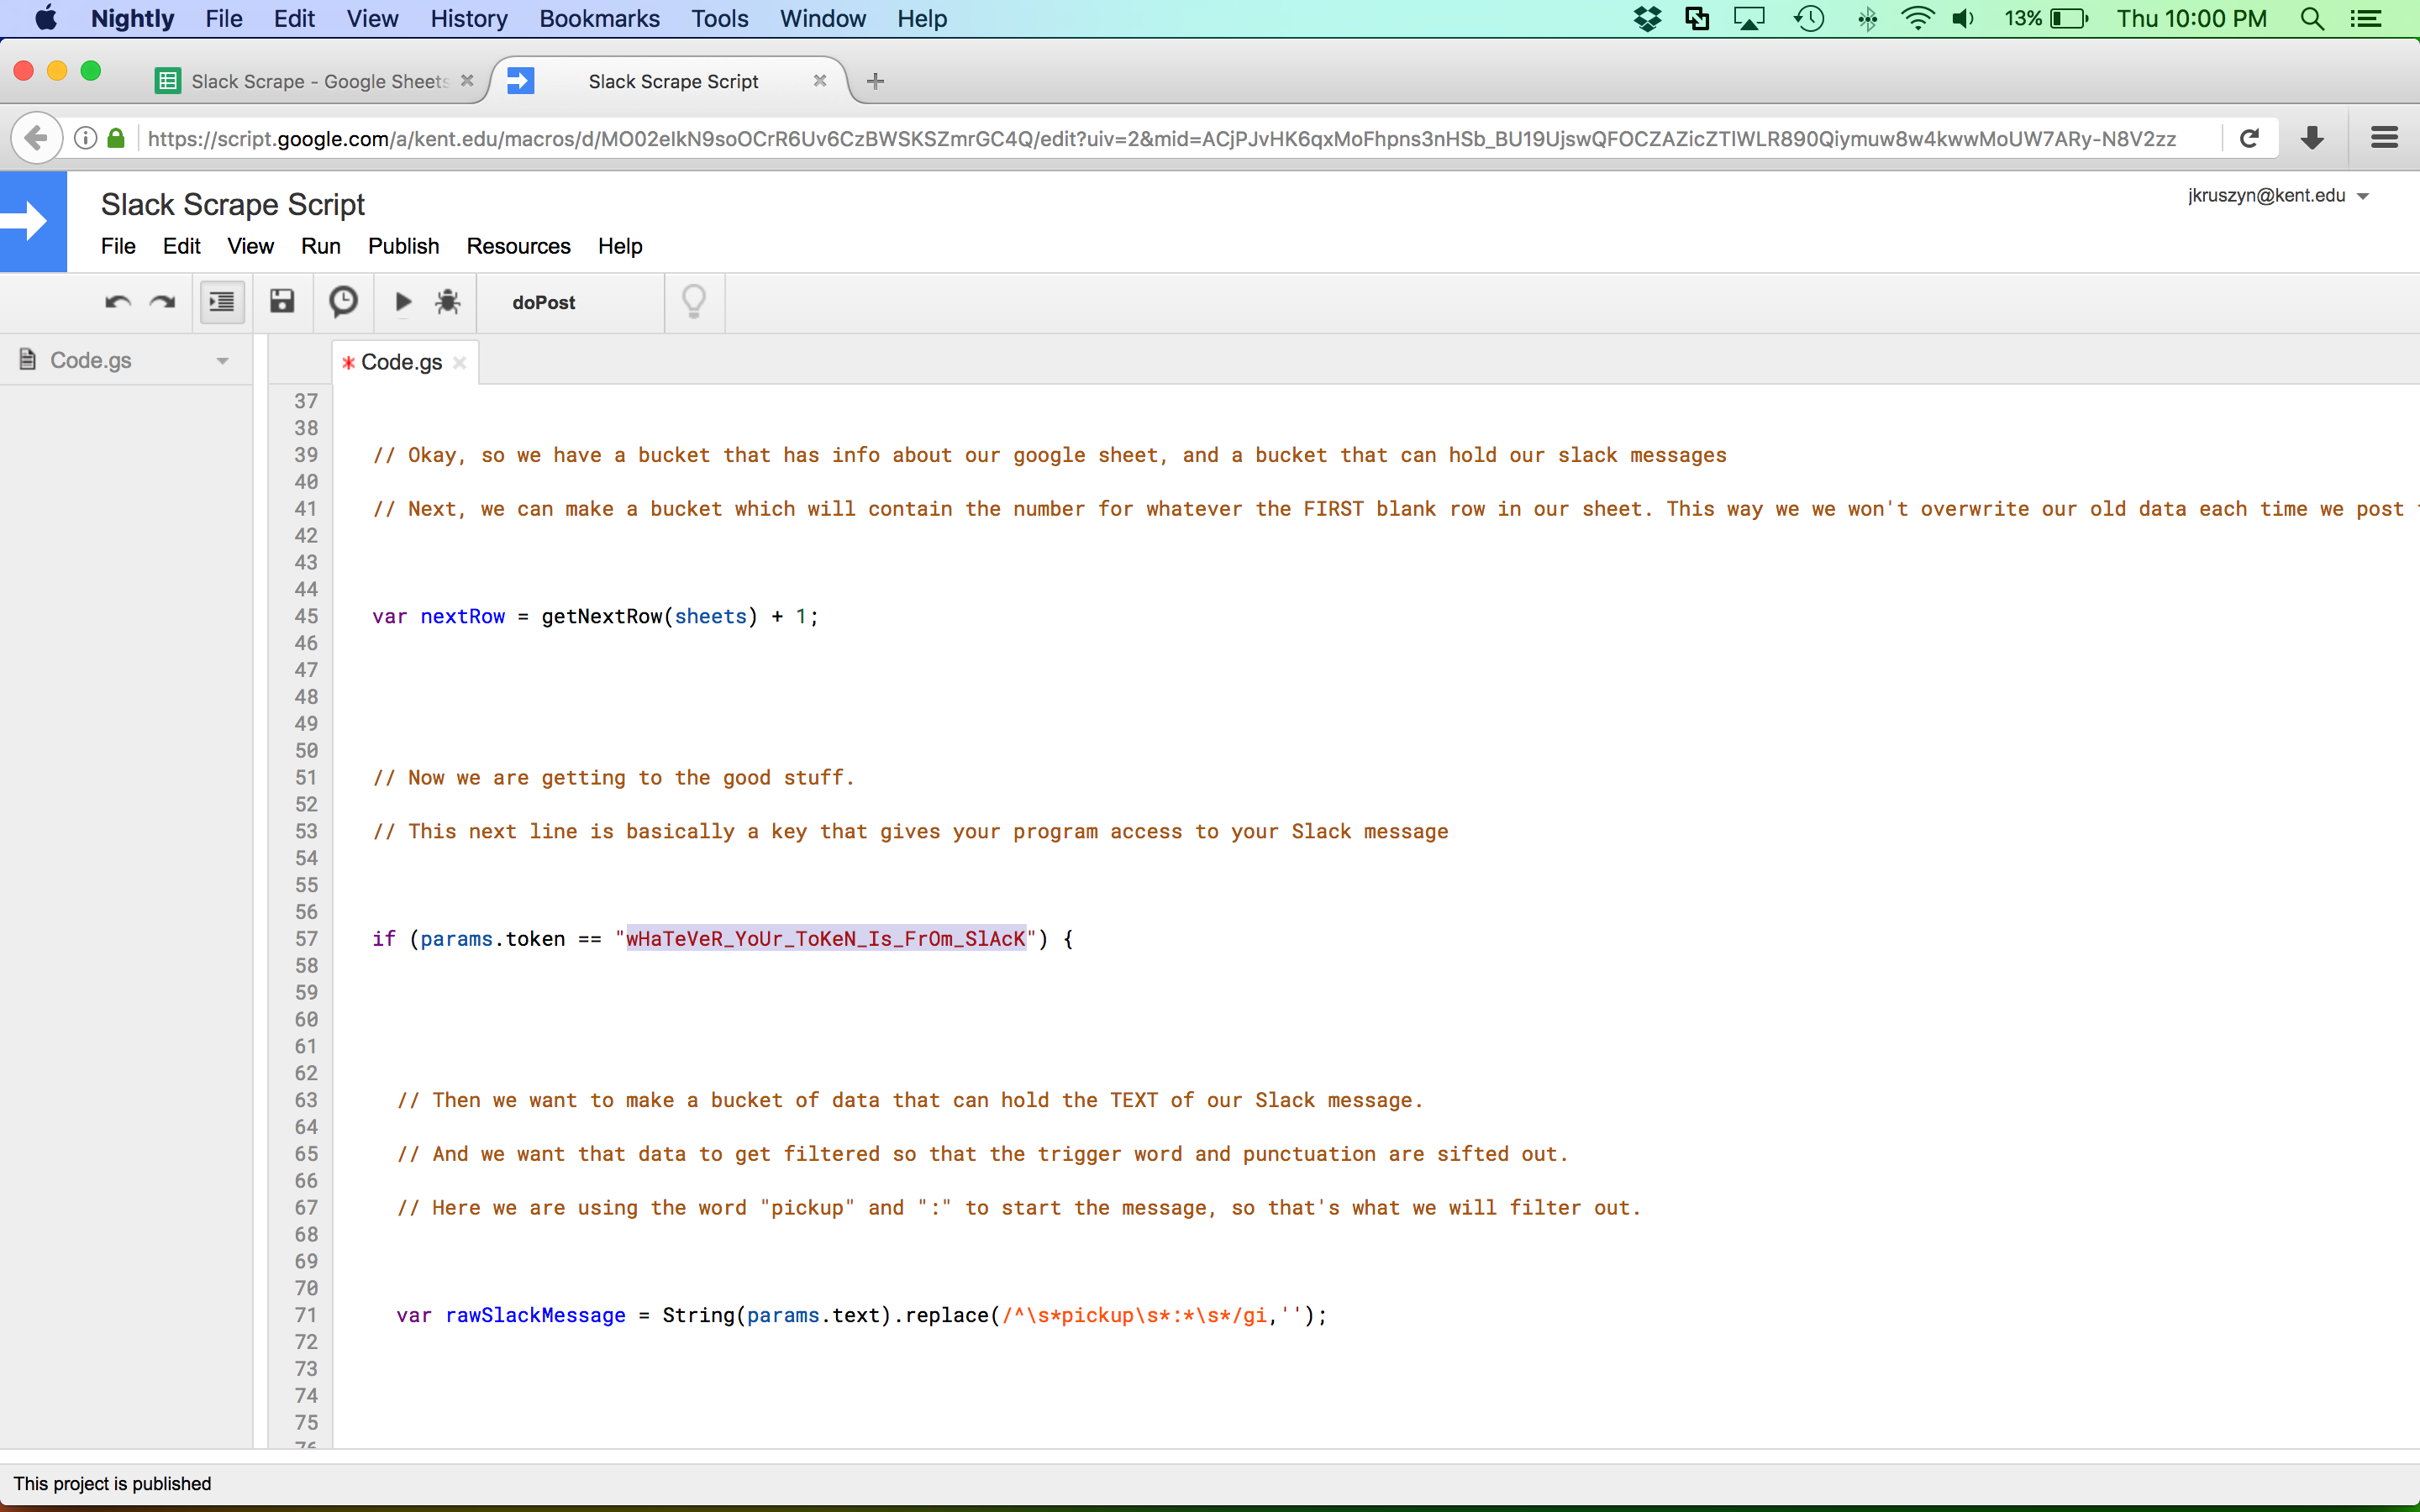 Nightly File Edit View History Bookmarks Tools Window Help 13% Thu 10:00 PM
Slack Scrape - Google Sheets Slack Scrape Script
https://script.google.com/a/kent.edu/macros/d/MO02elkN9soOCrR6Uv6CzBWSKSZmrGC4Q/edit?uiv=2&mid=ACjPJvHK6qxMoFhpns3nHSb_BU19UjswQFOCZAZicZTIWLR890Qiymuw8w4kwwMoUW7ARy-N8V2zz
Slack Scrape Script
jkruszyn@kent.edu
File Edit View Run Publish Resources Help
doPost
Code.gs
* Code.gs
37
38
39 // Okay, so we have a bucket that has info about our google sheet, and a bucket that can hold our slack messages
40
41 // Next, we can make a bucket which will contain the number for whatever the FIRST blank row in our sheet. This way we we won't overwrite our old data each time we post
42
43
44
45 var nextRow = getNextRow(sheets) + 1;
46
47
48
49
50
51 // Now we are getting to the good stuff.
52
53 // This next line is basically a key that gives your program access to your Slack message
54
55
56
57 if (params.token == "wHaTeVeR_YoUr_ToKeN_Is_FrOm_SlAcK") {
58
59
60
61
62
63 // Then we want to make a bucket of data that can hold the TEXT of our Slack message.
64
65 // And we want that data to get filtered so that the trigger word and punctuation are sifted out.
66
67 // Here we are using the word "pickup" and ":" to start the message, so that's what we will filter out.
68
69
70
71 var rawSlackMessage = String(params.text).replace(/^\s*pickup\s*:*\s*/gi,'');
72
73
74
75
76
This project is published